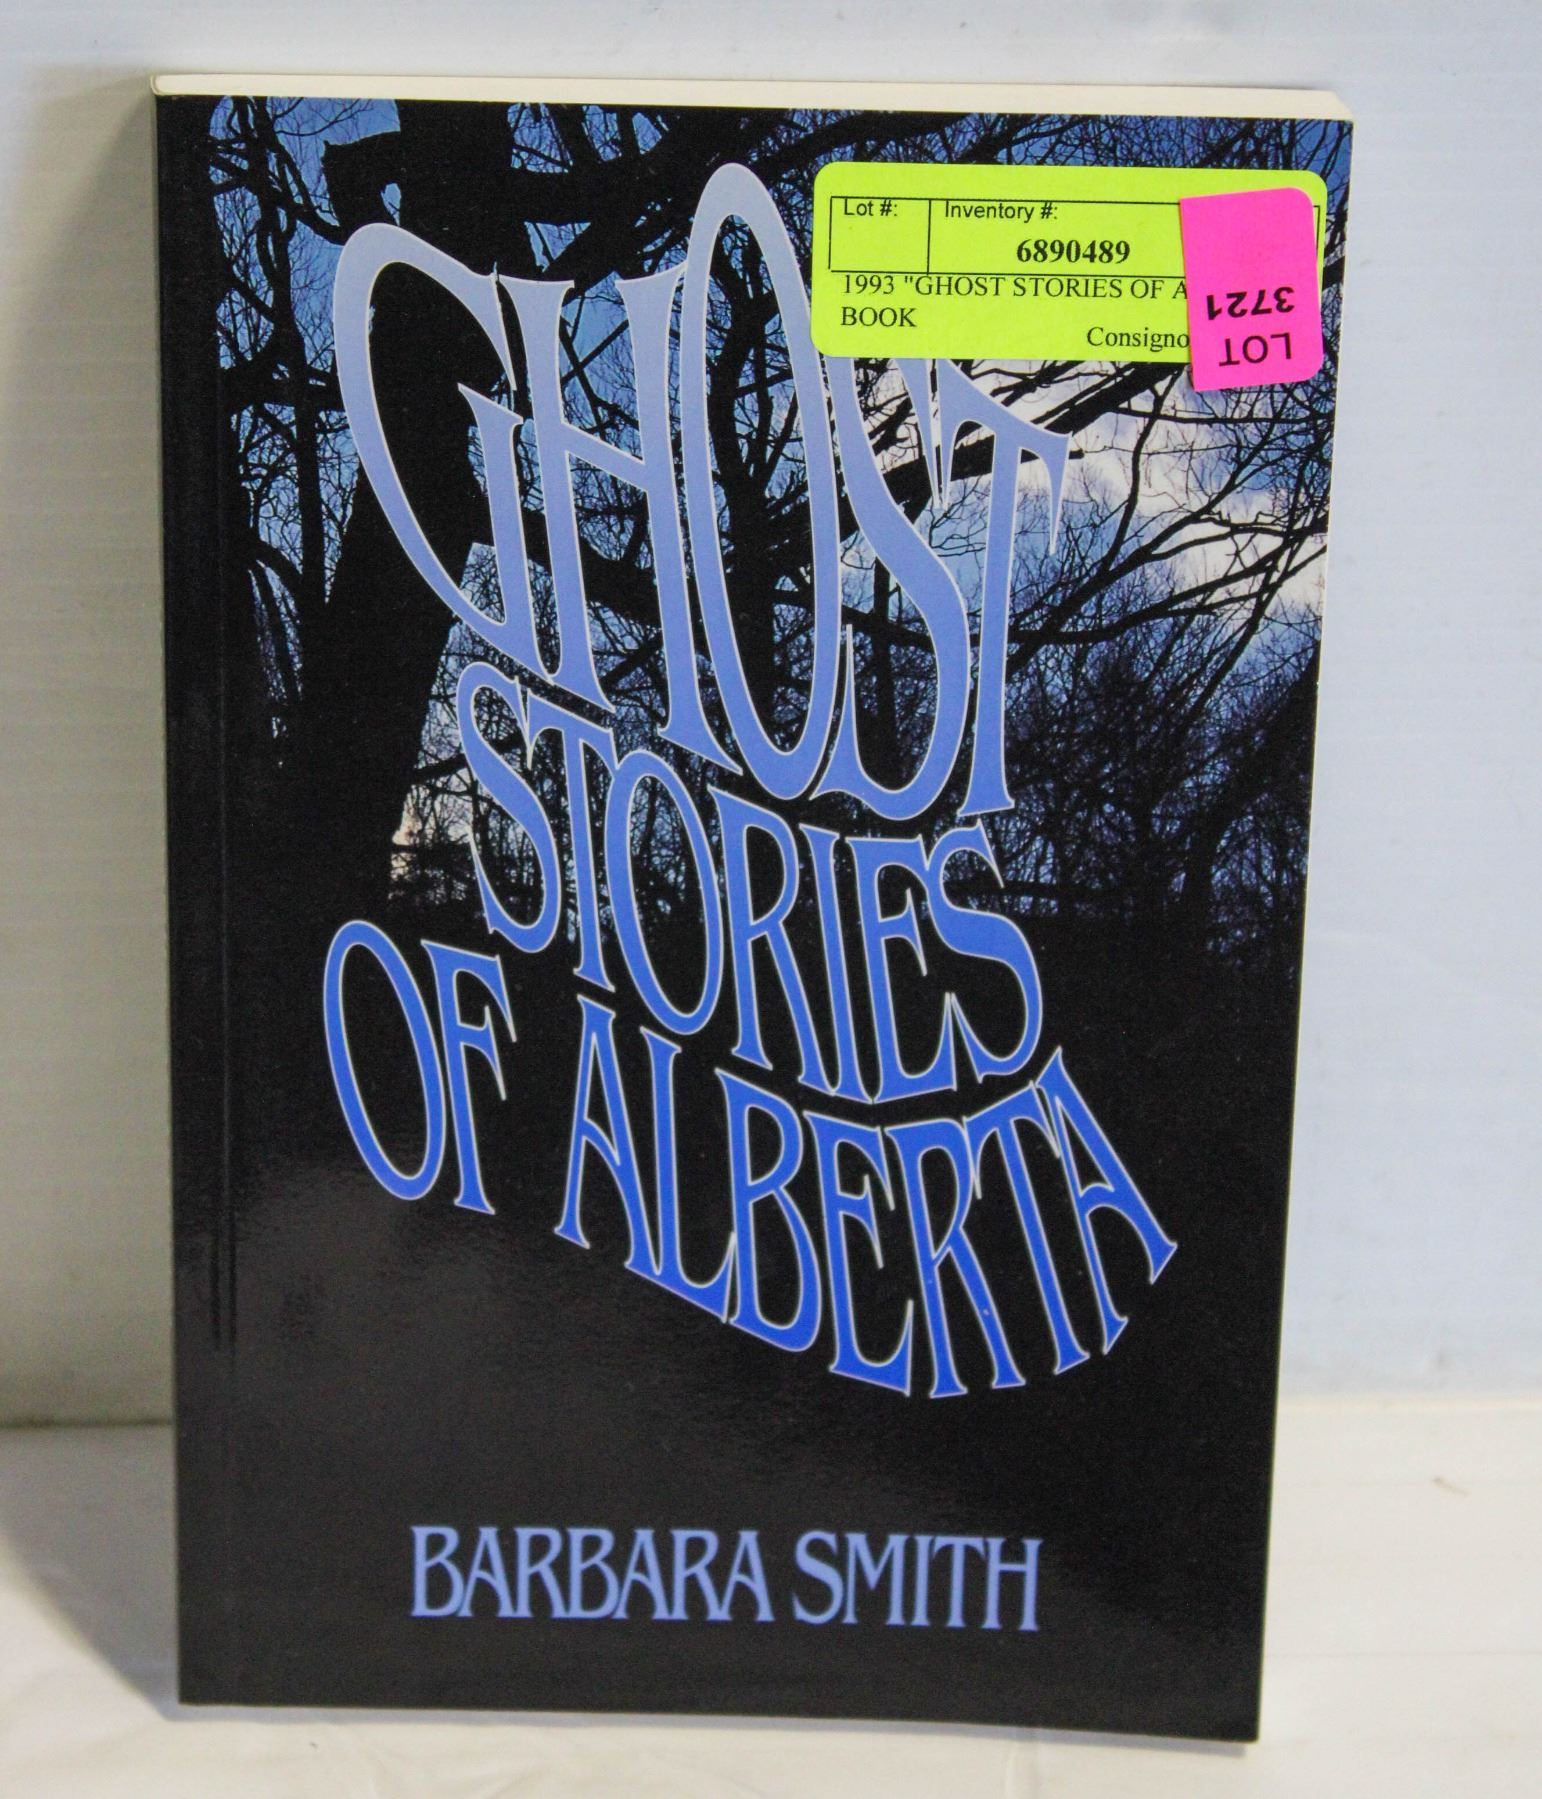 Lot #:
Inventory #:
6890489
1993 "GHOST STORIES OF A
BOOK
Consigno
LOT
3721
GHOST
STORIES
OF ALBERTA
BARBARA SMITH